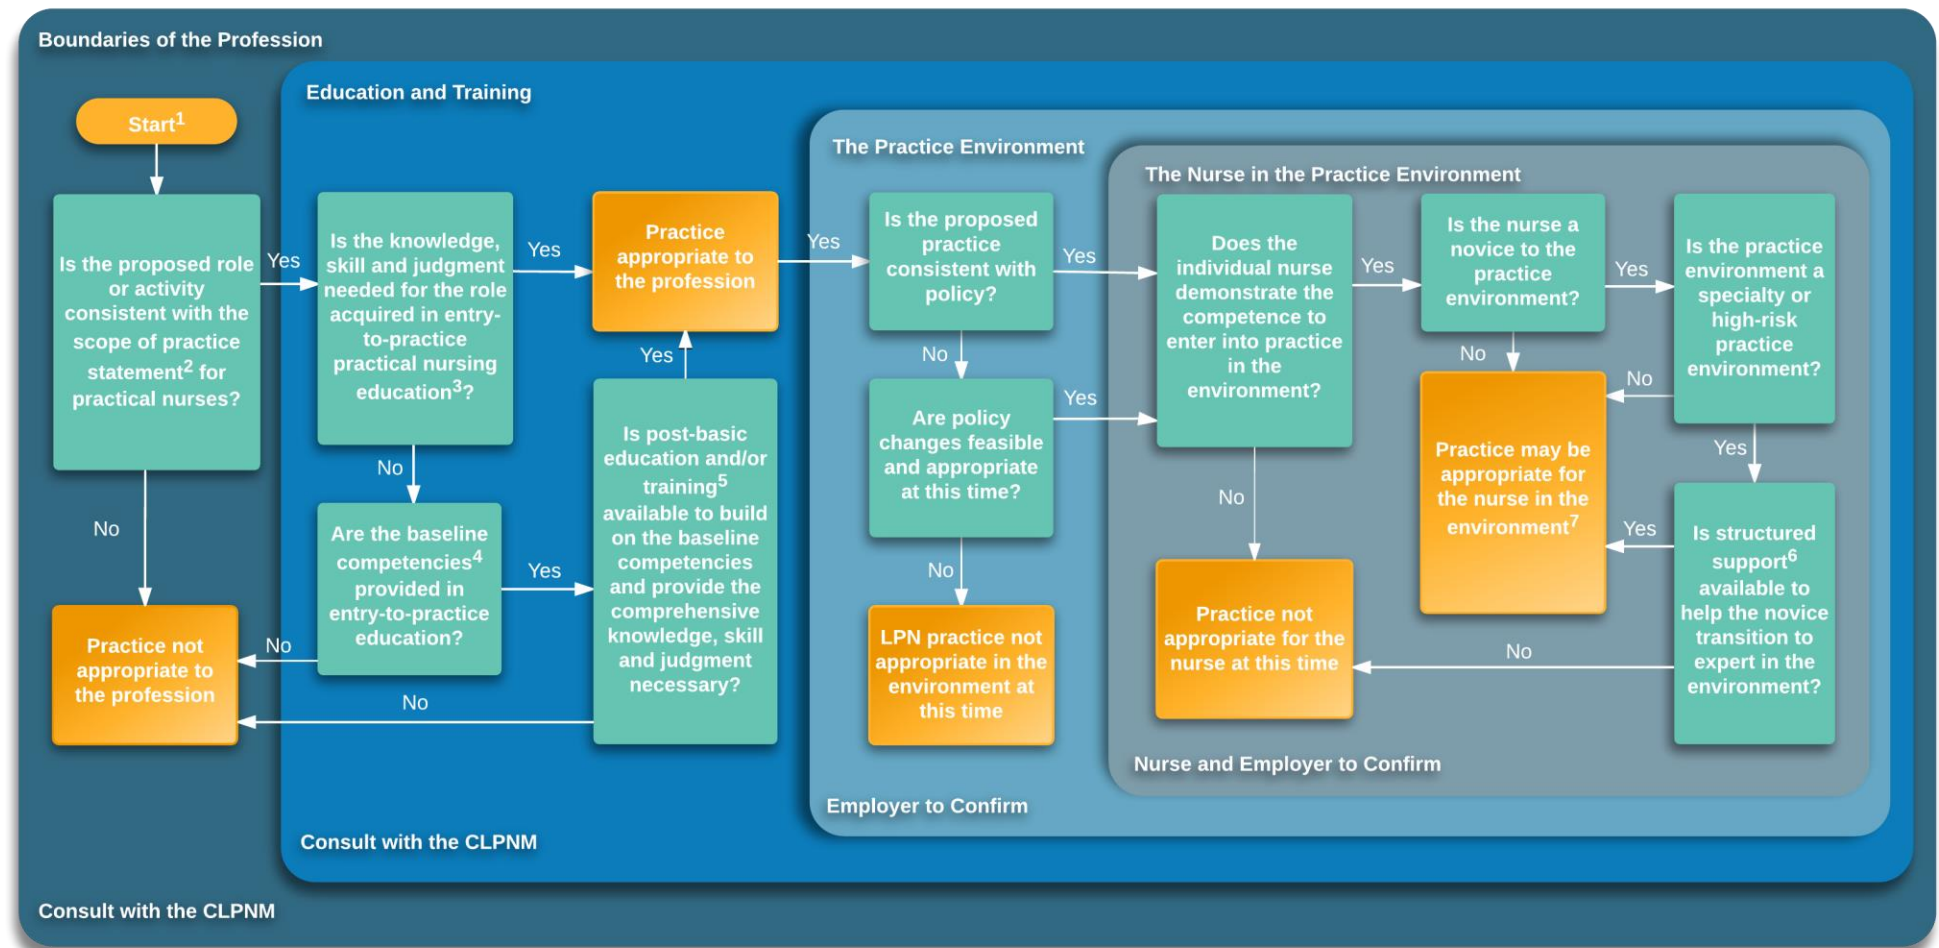 Boundaries of the Profession
Education and Training
Start1
The Practice Environment
The Nurse in the Practice Environment
Is the proposed role
or activity
consistent with the
scope of practice
statement2 for
practical nurses?
Yes
No
Is the knowledge,
skill and judgment
needed for the role
acquired in entry-
to-practice
practical nursing
education3?
Yes
No
Are the baseline
competencies4
provided in
entry-to-practice
education?
Yes
No
Practice not
appropriate to
the profession
Practice
appropriate to
the profession
Yes
Yes
Is post-basic
education and/or
training5
available to build
on the baseline
competencies
and provide the
comprehensive
knowledge, skill
and judgment
necessary?
No
Is the proposed
practice
consistent with
policy?
Yes
No
Are policy
changes feasible
and appropriate
at this time?
Yes
No
LPN practice not
appropriate in the
environment at
this time
Does the
individual nurse
demonstrate the
competence to
enter into practice
in the
environment?
Yes
No
Practice not
appropriate for the
nurse at this time
Is the nurse a
novice to the
practice
environment?
Yes
No
Practice may be
appropriate for
the nurse in the
environment7
Is the practice
environment a
specialty or
high-risk
practice
environment?
No
Yes
Is structured
support6
available to
help the novice
transition to
expert in the
environment?
Yes
No
Nurse and Employer to Confirm
Employer to Confirm
Consult with the CLPNM
Consult with the CLPNM